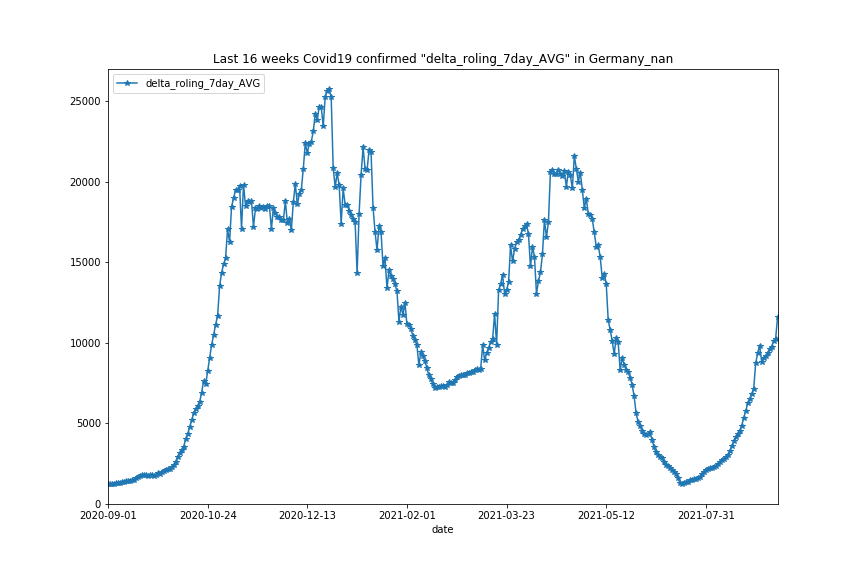 Last 16 weeks Covid19 confirmed "delta_roling_7day_AVG" in Germany_nan
delta_roling_7day_AVG
25000
20000
15000
10000
5000
0
2020-09-01 2020-10-24 2020-12-13 2021-02-01 2021-03-23 2021-05-12 2021-07-31
date